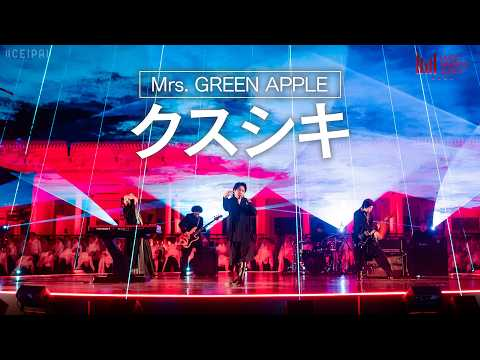 #CEIPA
Mrs. GREEN APPLE
クスシキ